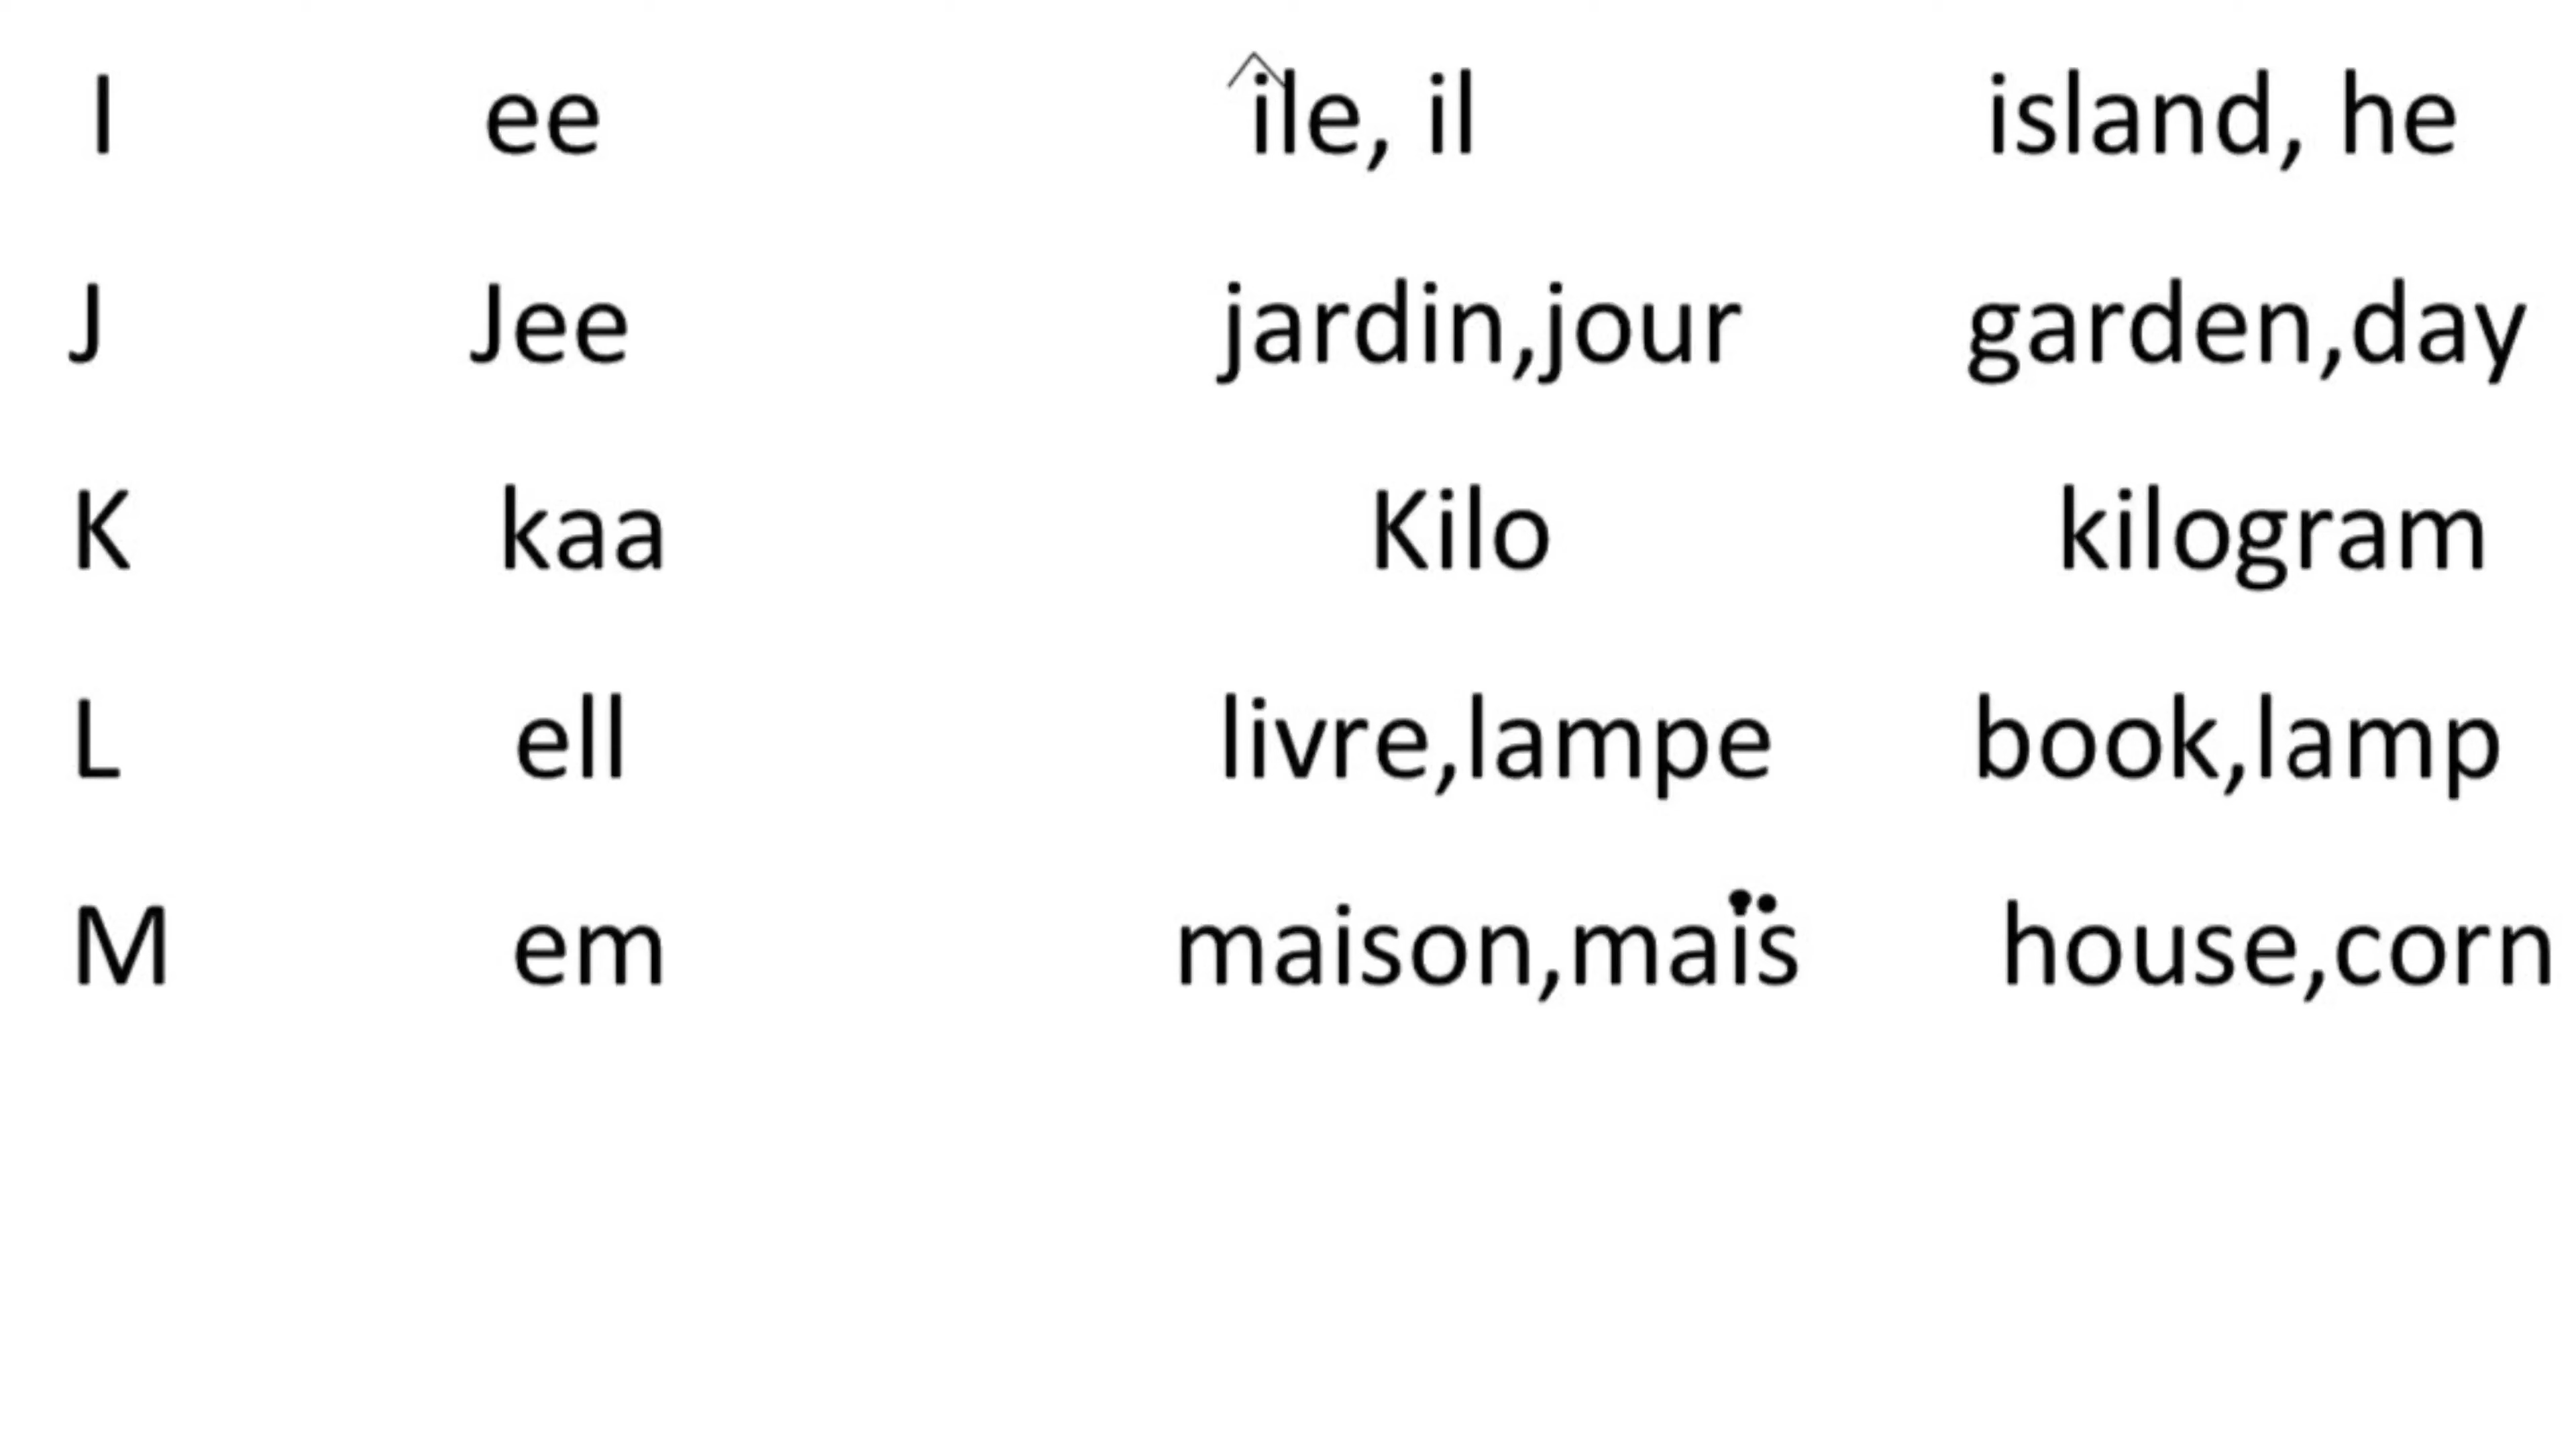 I ee île, il island, he
J Jee jardin,jour garden,day
K kaa Kilo kilogram
L ell livre,lampe book,lamp
M em maison,maïs house,corn